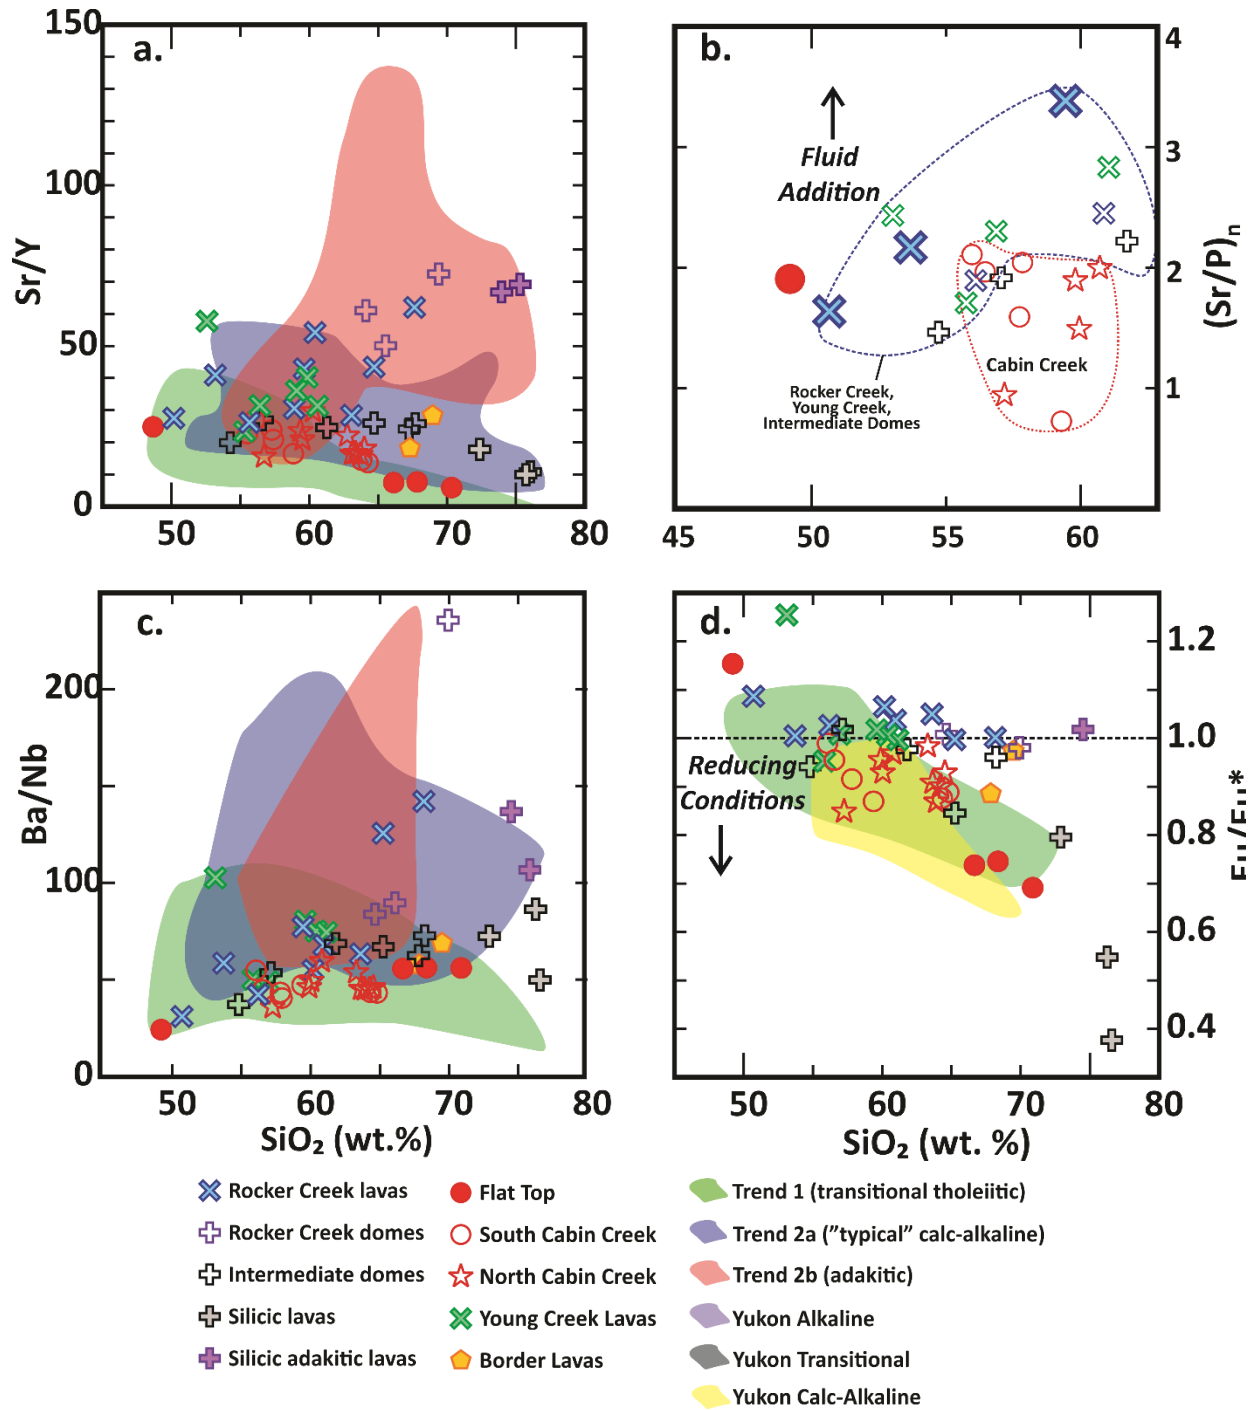 a.
150
100
50
0
Sr/Y
50
60
70
80
b.
4
3
2
1
(Sr/P)n
Fluid
Addition
Cabin Creek
Rocker Creek,
Young Creek,
Intermediate Domes
45
50
55
60
c.
200
100
0
Ba/Nb
50
60
70
80
SiO₂ (wt.%)
d.
1.2
1.0
0.8
0.6
0.4
Eu/Eu*
Reducing
Conditions
50
60
70
80
SiO₂ (wt. %)
Rocker Creek lavas
Rocker Creek domes
Intermediate domes
Silicic lavas
Silicic adakitic lavas
Flat Top
South Cabin Creek
North Cabin Creek
Young Creek Lavas
Border Lavas
Trend 1 (transitional tholeiitic)
Trend 2a (”typical” calc-alkaline)
Trend 2b (adakitic)
Yukon Alkaline
Yukon Transitional
Yukon Calc-Alkaline